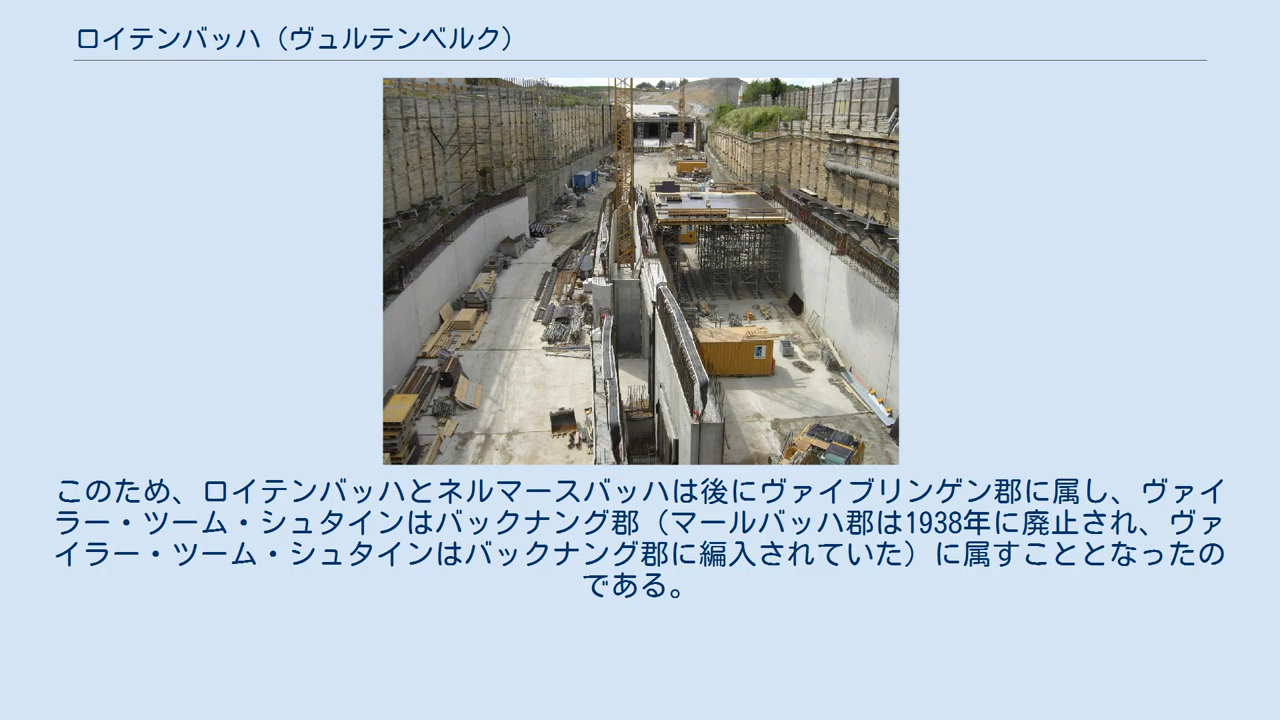 ロイテンバッハ（ヴュルテンベルク）
このため、ロイテンバッハとネルマースバッハは後にヴァイブリンゲン郡に属し、ヴァイ
ラー・ツーム・シュタインはバックナング郡（マールバッハ郡は1938年に廃止され、ヴァ
イラー・ツーム・シュタインはバックナング郡に編入されていた）に属すこととなったの
である。